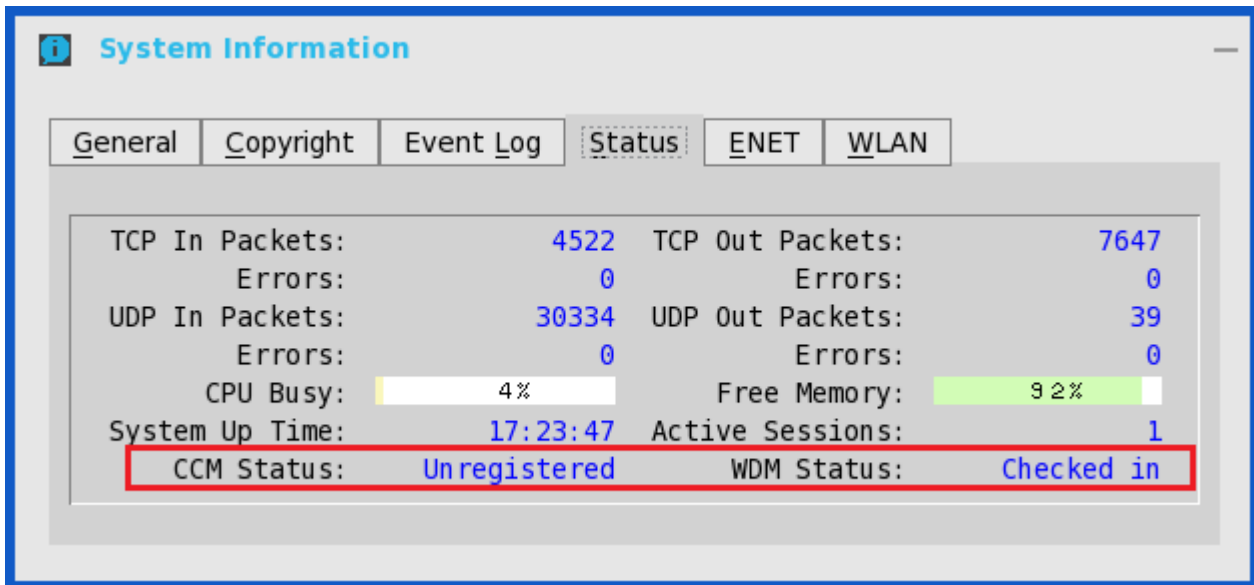 System Information
General Copyright Event Log Status ENET WLAN
TCP In Packets: 4522 TCP Out Packets: 7647
Errors: 0 Errors: 0
UDP In Packets: 30334 UDP Out Packets: 39
Errors: 0 Errors: 0
CPU Busy: 4% Free Memory: 92%
System Up Time: 17:23:47 Active Sessions: 1
CCM Status: Unregistered WDM Status: Checked in